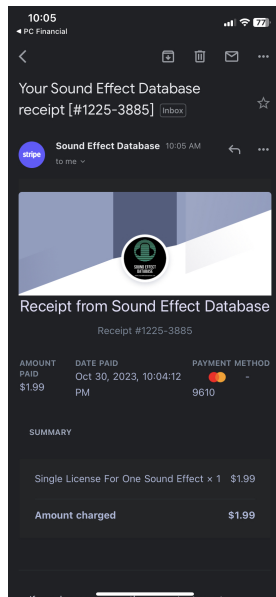 10:05
77
◀ PC Financial
Your Sound Effect Database
receipt [#1225-3885] Inbox
stripe
Sound Effect Database 10:05 AM
to me
SOUND EFFECT
DATABASE
Receipt from Sound Effect Database
Receipt #1225-3885
AMOUNT PAID
$1.99
DATE PAID
Oct 30, 2023, 10:04:12
PM
PAYMENT METHOD
-
9610
SUMMARY
Single License For One Sound Effect × 1 $1.99
Amount charged $1.99